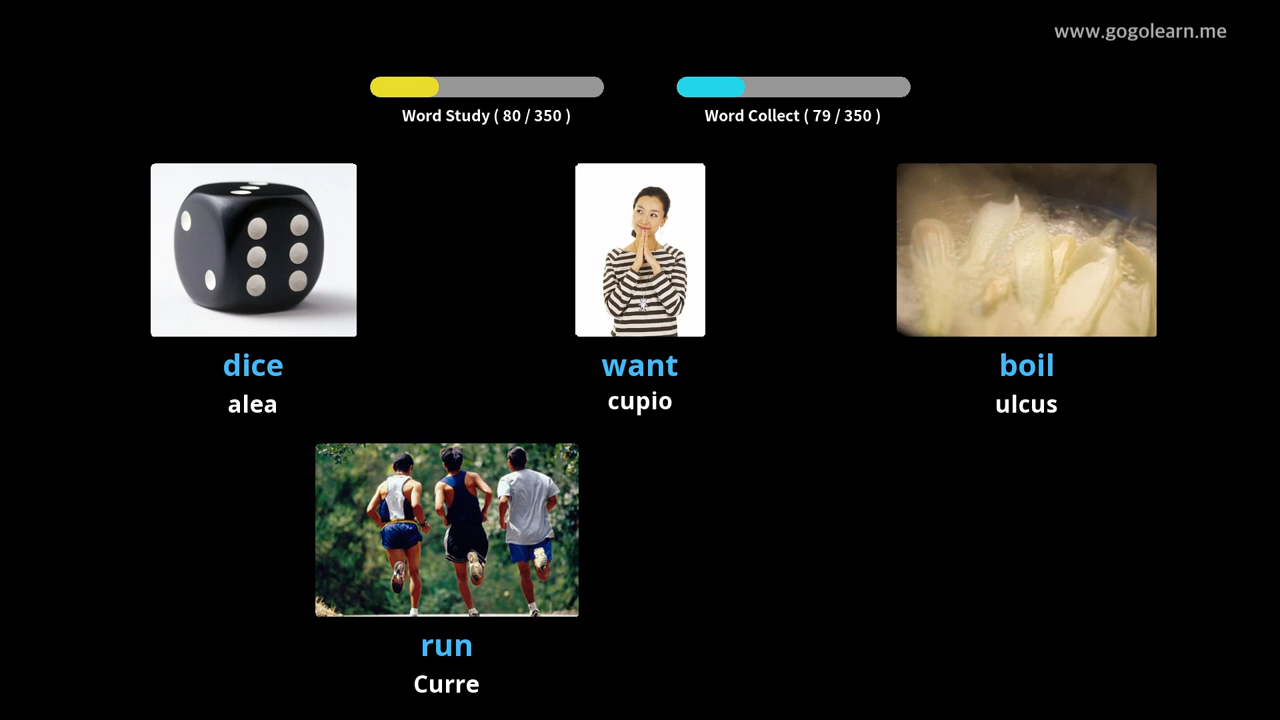 www.gogolearn.me
Word Study ( 80 / 350 )
Word Collect ( 79 / 350 )
dice
alea
want
cupio
boil
ulcus
run
Curre